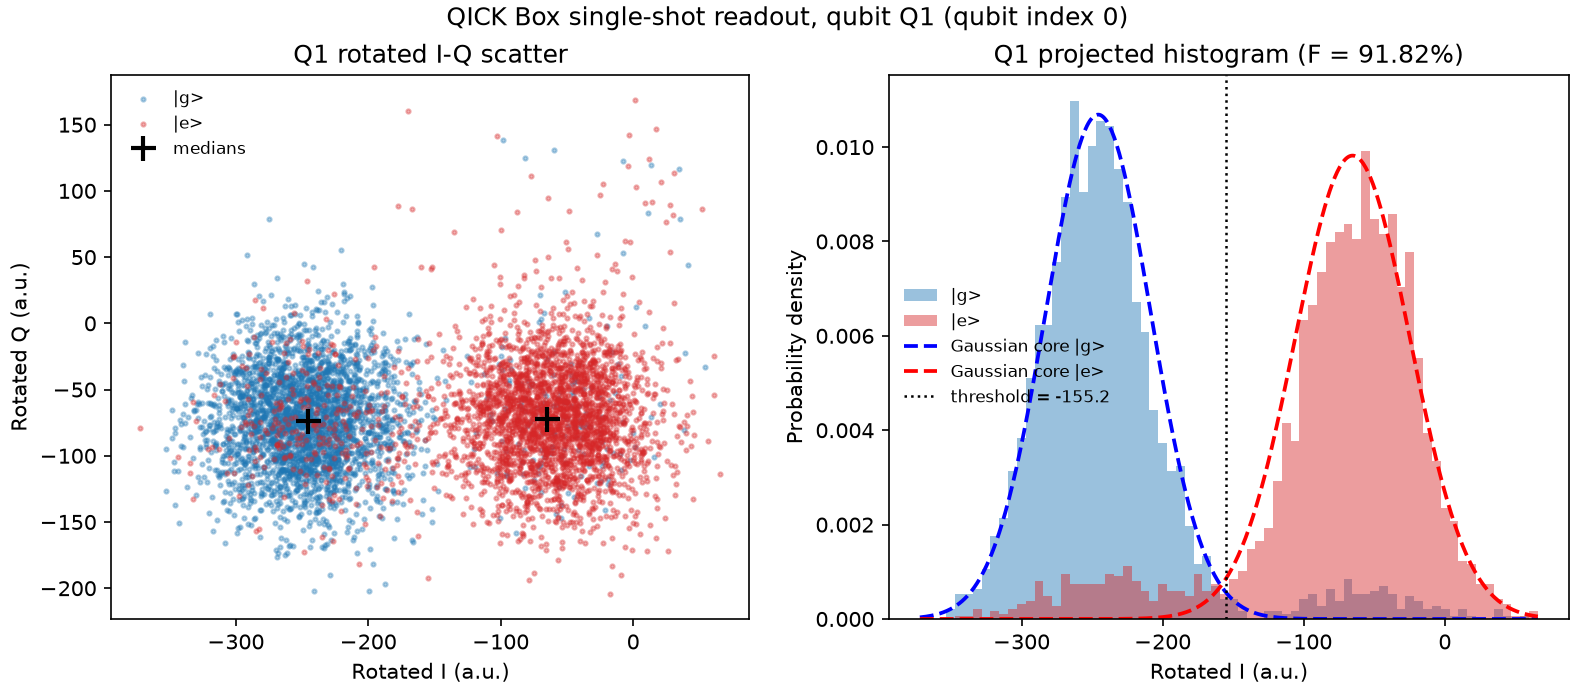 QICK Box single-shot readout, qubit Q1 (qubit index 0)
Q1 rotated I-Q scatter
|g>
|e>
medians
150
100
50
0
−50
−100
−150
−200
Rotated Q (a.u.)
−300
−200
−100
0
Rotated I (a.u.)
Q1 projected histogram (F = 91.82%)
0.010
0.008
0.006
0.004
0.002
0.000
Probability density
|g>
|e>
Gaussian core |g>
Gaussian core |e>
threshold = -155.2
−300
−200
−100
0
Rotated I (a.u.)